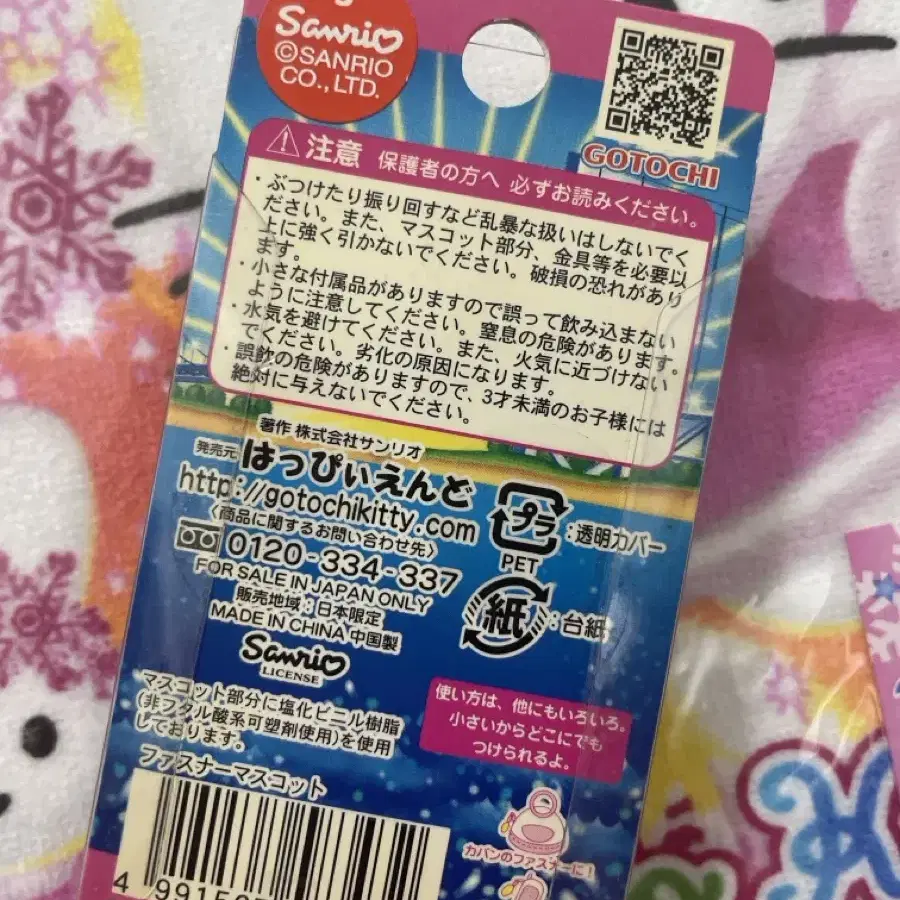 Sanrio
©SANRIO
CO., LTD.
GOTOCHI
注意 保護者の方へ 必ずお読みください。
・ぶつけたり振り回すなど乱暴な扱いはしないでく
ださい。また、マスコット部分、金具等を必要以
上に強く引かないでください。破損の恐れがあり
ます。
・小さな付属品がありますので誤って飲み込まない
ように注意してください。窒息の危険があります。
・水気を避けてください。また、火気に近づけない
でください。劣化の原因になります。
・誤飲の危険がありますので、3才未満のお子様には
絶対に与えないでください。
著作 株式会社サンリオ
発売元 はっぴぃえんど
http://gotochikitty.com
〈商品に関するお問い合わせ先〉
0120-334-337
FOR SALE IN JAPAN ONLY
販売地域:日本限定
MADE IN CHINA 中国製
Sanrio
LICENSE
プラ :透明カバー
PET
紙 :台紙
マスコット部分に塩化ビニル樹脂
(非フタル酸系可塑剤使用)を使用
しております。
ファスナーマスコット
使い方は、他にもいろいろ。
小さいからどこにでも
つけられるよ。
カバンのファスナーに!